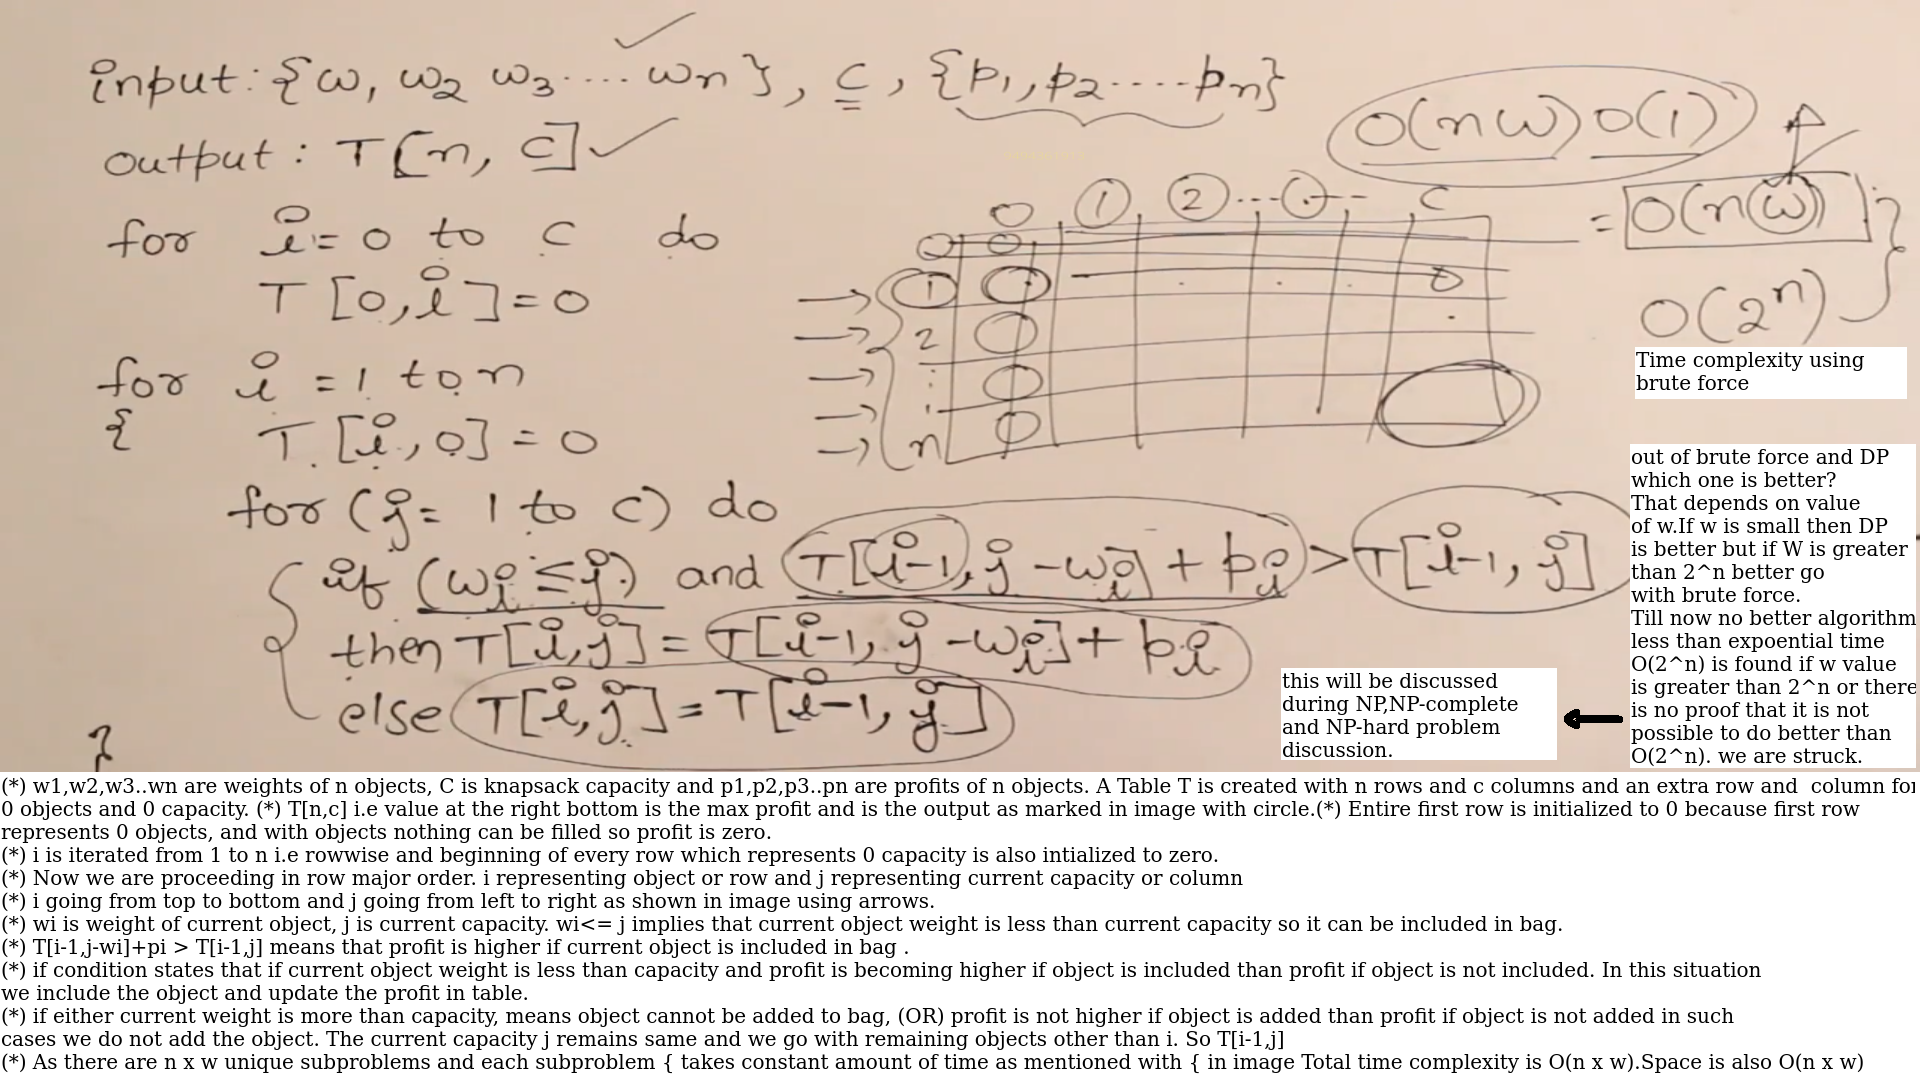 input: {w, w2 w3 .... wn}, c, {p1, p2 .... pn}
O(nw) O(1)
output: T[n, c]
= O(nw)
O(2^n)
0 1 2 ... . -- c
0 0
1
2
:
n
0
for i = 0 to c do
T[0,i] = 0
for i = 1 to n
{ T[i,0] = 0
for (j = 1 to c) do
if (wi ≤ j) and T[i-1, j-wi] + pi > T[i-1, j]
then T[i,j] = T[i-1, j-wi] + pi
else T[i,j] = T[i-1, j]
}
Time complexity using
brute force
out of brute force and DP
which one is better?
That depends on value
of w.If w is small then DP
is better but if W is greater
than 2^n better go
with brute force.
Till now no better algorithm
less than expoential time
O(2^n) is found if w value
is greater than 2^n or there
is no proof that it is not
possible to do better than
O(2^n). we are struck.
this will be discussed
during NP,NP-complete
and NP-hard problem
discussion.
(*) w1,w2,w3..wn are weights of n objects, C is knapsack capacity and p1,p2,p3..pn are profits of n objects. A Table T is created with n rows and c columns and an extra row and  column for
0 objects and 0 capacity. (*) T[n,c] i.e value at the right bottom is the max profit and is the output as marked in image with circle.(*) Entire first row is initialized to 0 because first row
represents 0 objects, and with objects nothing can be filled so profit is zero.
(*) i is iterated from 1 to n i.e rowwise and beginning of every row which represents 0 capacity is also intialized to zero.
(*) Now we are proceeding in row major order. i representing object or row and j representing current capacity or column
(*) i going from top to bottom and j going from left to right as shown in image using arrows.
(*) wi is weight of current object, j is current capacity. wi<= j implies that current object weight is less than current capacity so it can be included in bag.
(*) T[i-1,j-wi]+pi > T[i-1,j] means that profit is higher if current object is included in bag .
(*) if condition states that if current object weight is less than capacity and profit is becoming higher if object is included than profit if object is not included. In this situation
we include the object and update the profit in table.
(*) if either current weight is more than capacity, means object cannot be added to bag, (OR) profit is not higher if object is added than profit if object is not added in such
cases we do not add the object. The current capacity j remains same and we go with remaining objects other than i. So T[i-1,j]
(*) As there are n x w unique subproblems and each subproblem { takes constant amount of time as mentioned with { in image Total time complexity is O(n x w).Space is also O(n x w)